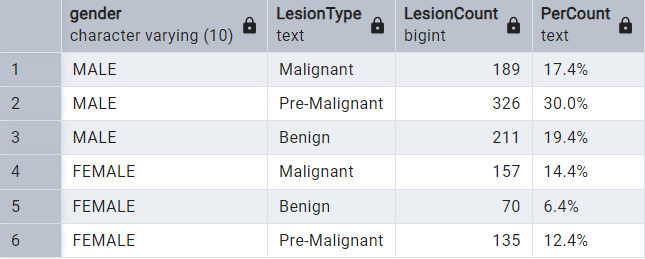 gender LesionType LesionCount PerCount
character varying (10) text bigint text
1 MALE Malignant 189 17.4%
2 MALE Pre-Malignant 326 30.0%
3 MALE Benign 211 19.4%
4 FEMALE Malignant 157 14.4%
5 FEMALE Benign 70 6.4%
6 FEMALE Pre-Malignant 135 12.4%